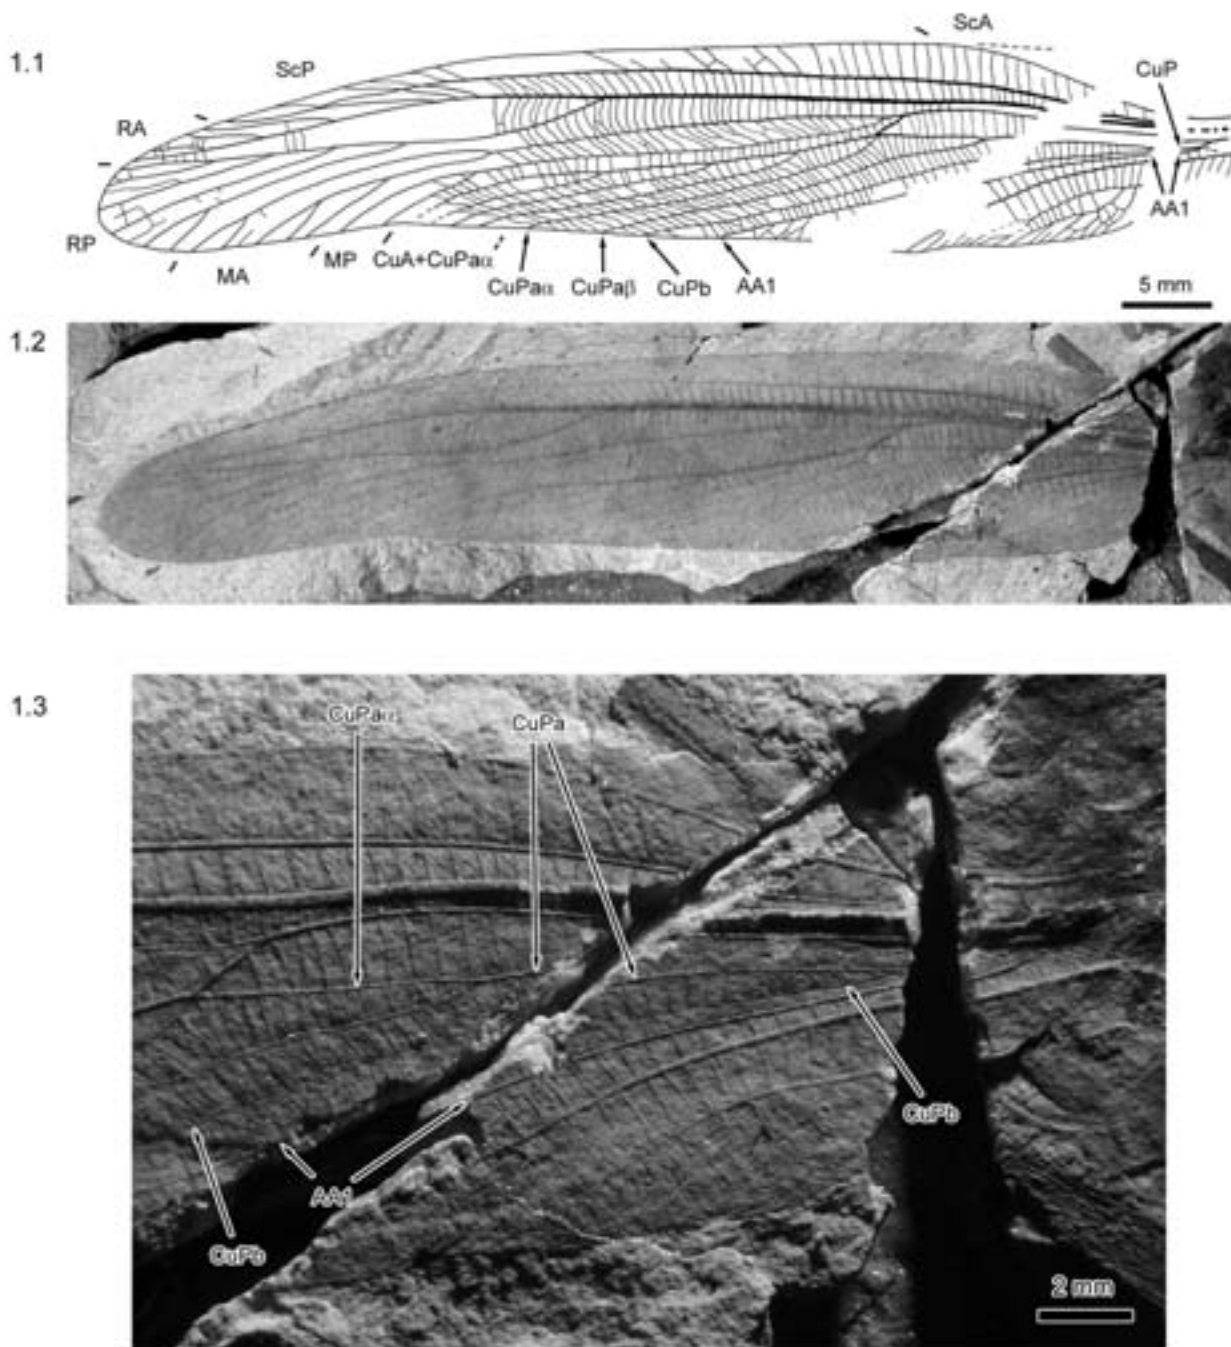 1.1
ScA
ScP
CuP
RA
AA1
RP
MA
MP
CuA+CuPaα
CuPaα
CuPaβ
CuPb
AA1
5 mm
1.2
1.3
CuPaα
CuPa
CuPb
AA1
CuPb
2 mm